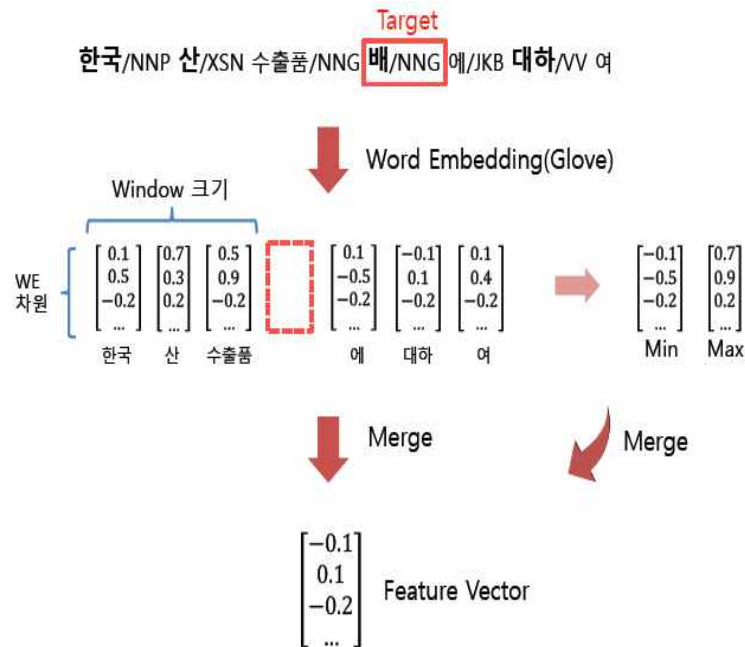 Target
한국/NNP 산/XSN 수출품/NNG 배/NNG 에/JKB 대하/VV 여
Word Embedding(Glove)
Window 크기
WE
차원
0.1 0.7 0.5 0.1 −0.1 0.1 −0.1 0.7
0.5 0.3 0.9 −0.5 0.1 0.4 −0.5 0.9
−0.2 0.2 −0.2 −0.2 −0.2 −0.2 −0.2 0.2
... ... ... ... ... ... ... ...
한국 산 수출품 에 대하 여 Min Max
Merge Merge
−0.1
0.1
−0.2
...
Feature Vector